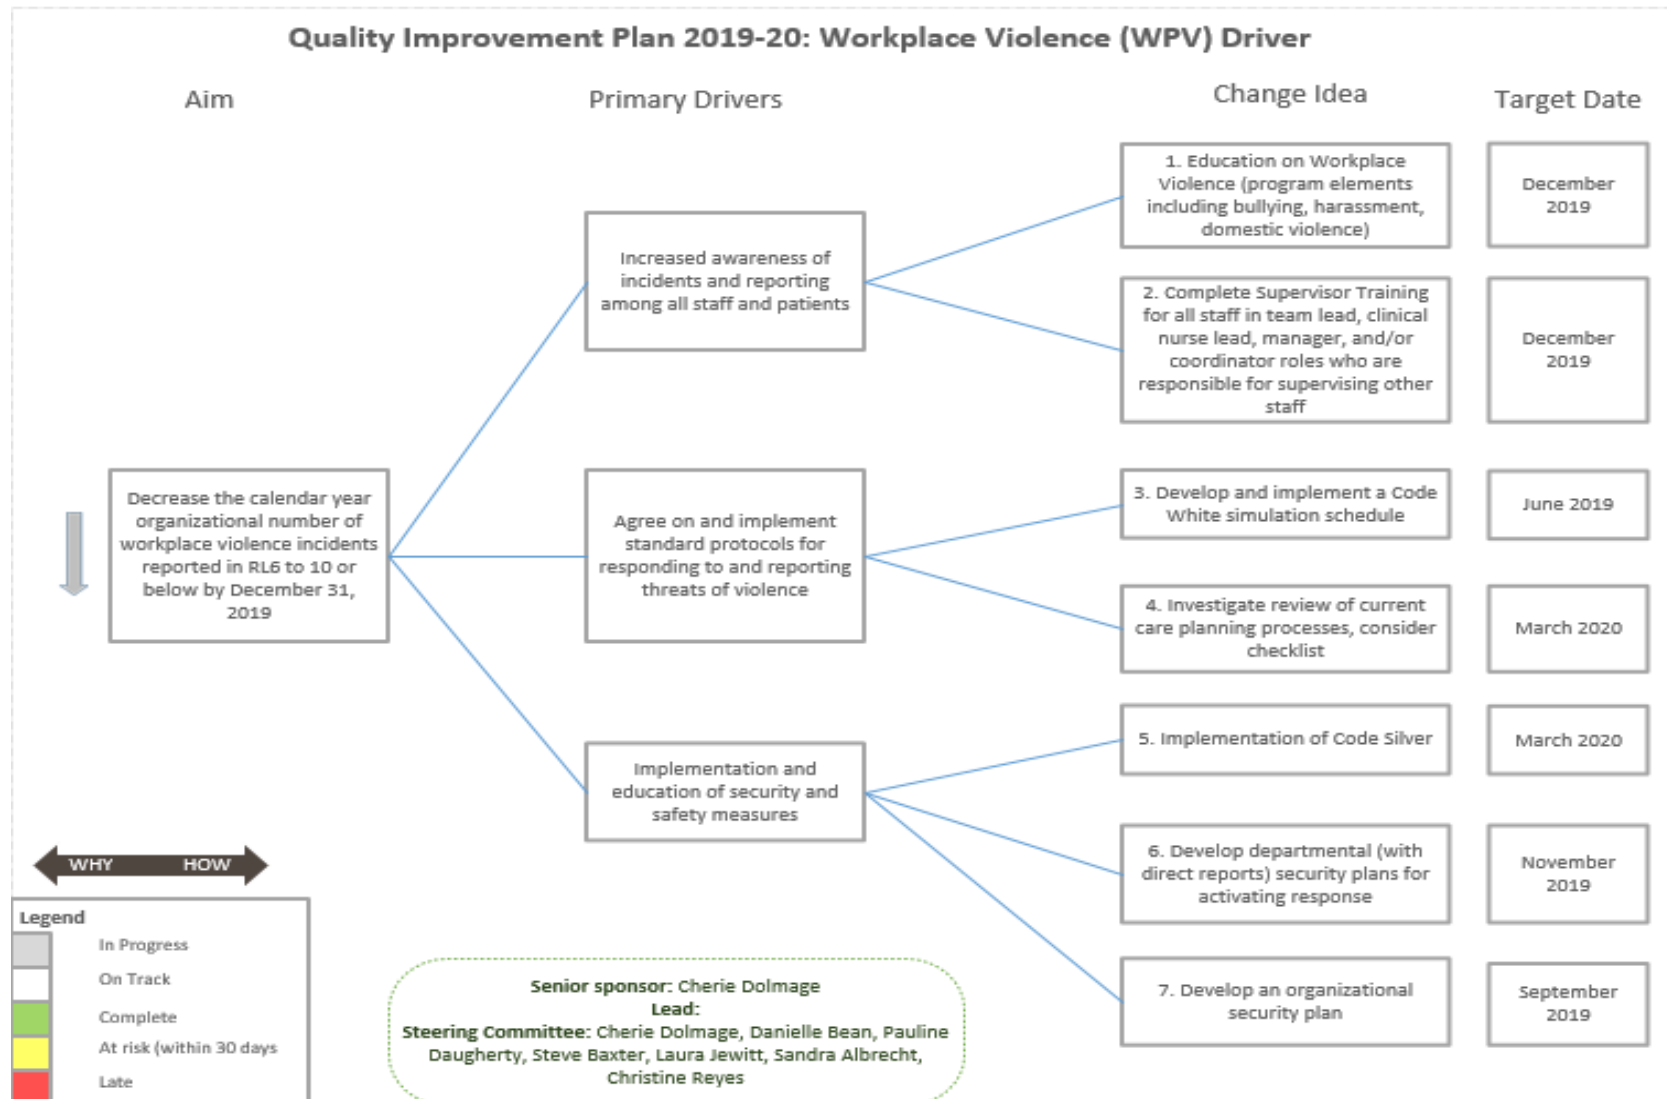 Quality Improvement Plan 2019-20: Workplace Violence (WPV) Driver
Aim
Primary Drivers
Change Idea
Target Date
Decrease the calendar year
organizational number of
workplace violence incidents
reported in RL6 to 10 or
below by December 31,
2019
Increased awareness of
incidents and reporting
among all staff and patients
Agree on and implement
standard protocols for
responding to and reporting
threats of violence
Implementation and
education of security and
safety measures
1. Education on Workplace
Violence (program elements
including bullying, harassment,
domestic violence)
December
2019
2. Complete Supervisor Training
for all staff in team lead, clinical
nurse lead, manager, and/or
coordinator roles who are
responsible for supervising other
staff
December
2019
3. Develop and implement a Code
White simulation schedule
June 2019
4. Investigate review of current
care planning processes, consider
checklist
March 2020
5. Implementation of Code Silver
March 2020
6. Develop departmental (with
direct reports) security plans for
activating response
November
2019
7. Develop an organizational
security plan
September
2019
WHY HOW
Legend
In Progress
On Track
Complete
At risk (within 30 days
Late
Senior sponsor: Cherie Dolmage
Lead:
Steering Committee: Cherie Dolmage, Danielle Bean, Pauline
Daugherty, Steve Baxter, Laura Jewitt, Sandra Albrecht,
Christine Reyes